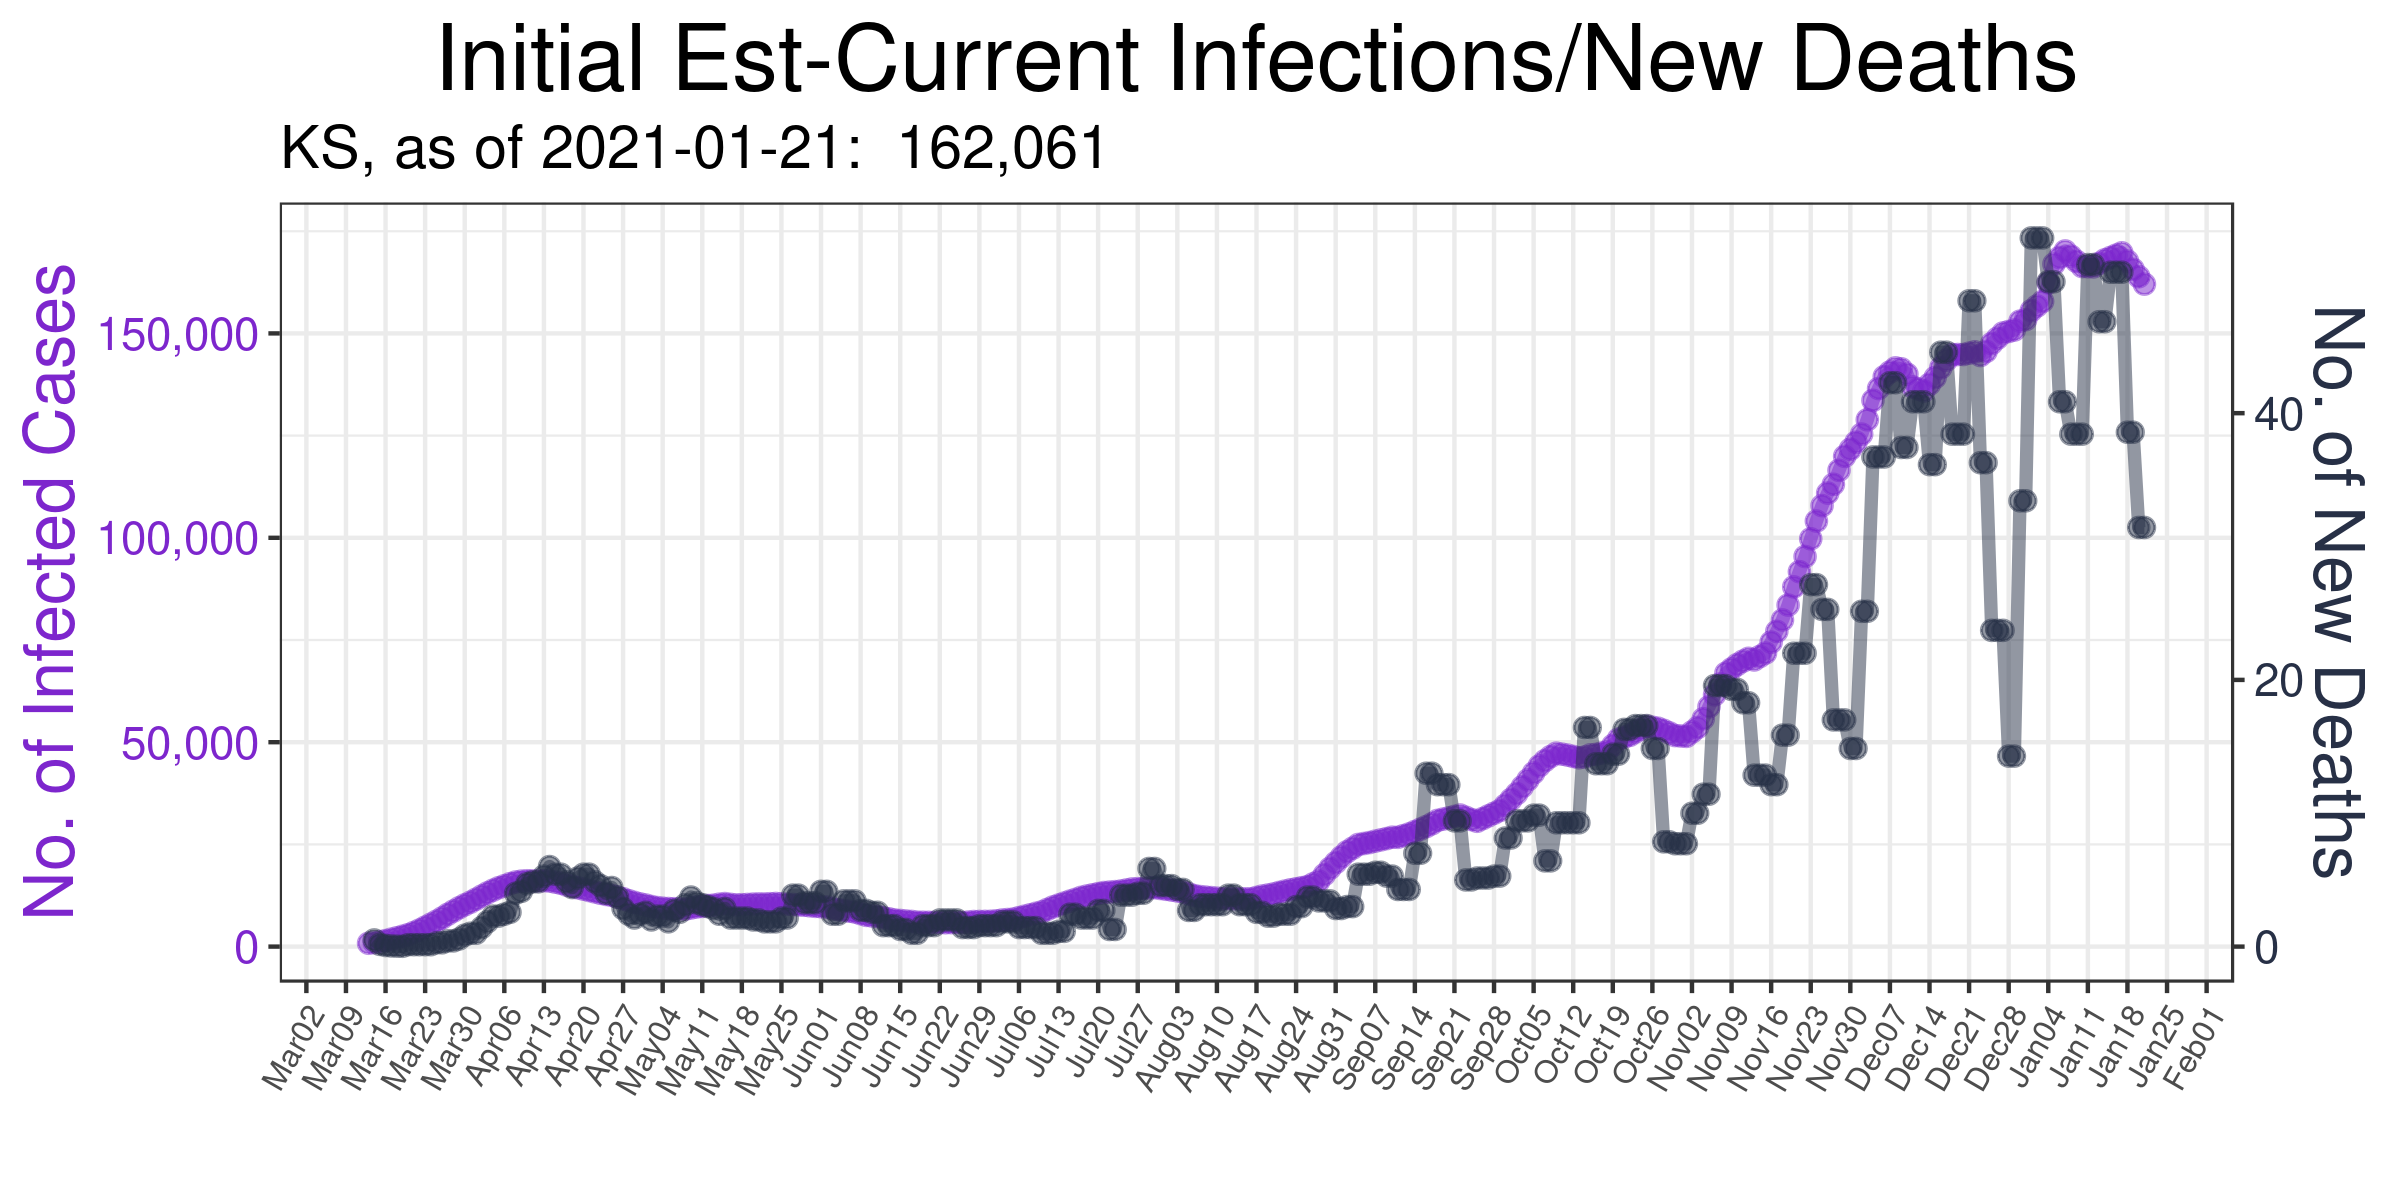 Initial Est-Current Infections/New Deaths
KS, as of 2021-01-21: 162,061
No. of Infected Cases
150,000
100,000
50,000
0
No. of New Deaths
40
20
0
Mar02
Mar09
Mar16
Mar23
Mar30
Apr06
Apr13
Apr20
Apr27
May04
May11
May18
May25
Jun01
Jun08
Jun15
Jun22
Jun29
Jul06
Jul13
Jul20
Jul27
Aug03
Aug10
Aug17
Aug24
Aug31
Sep07
Sep14
Sep21
Sep28
Oct05
Oct12
Oct19
Oct26
Nov02
Nov09
Nov16
Nov23
Nov30
Dec07
Dec14
Dec21
Dec28
Jan04
Jan11
Jan18
Jan25
Feb01